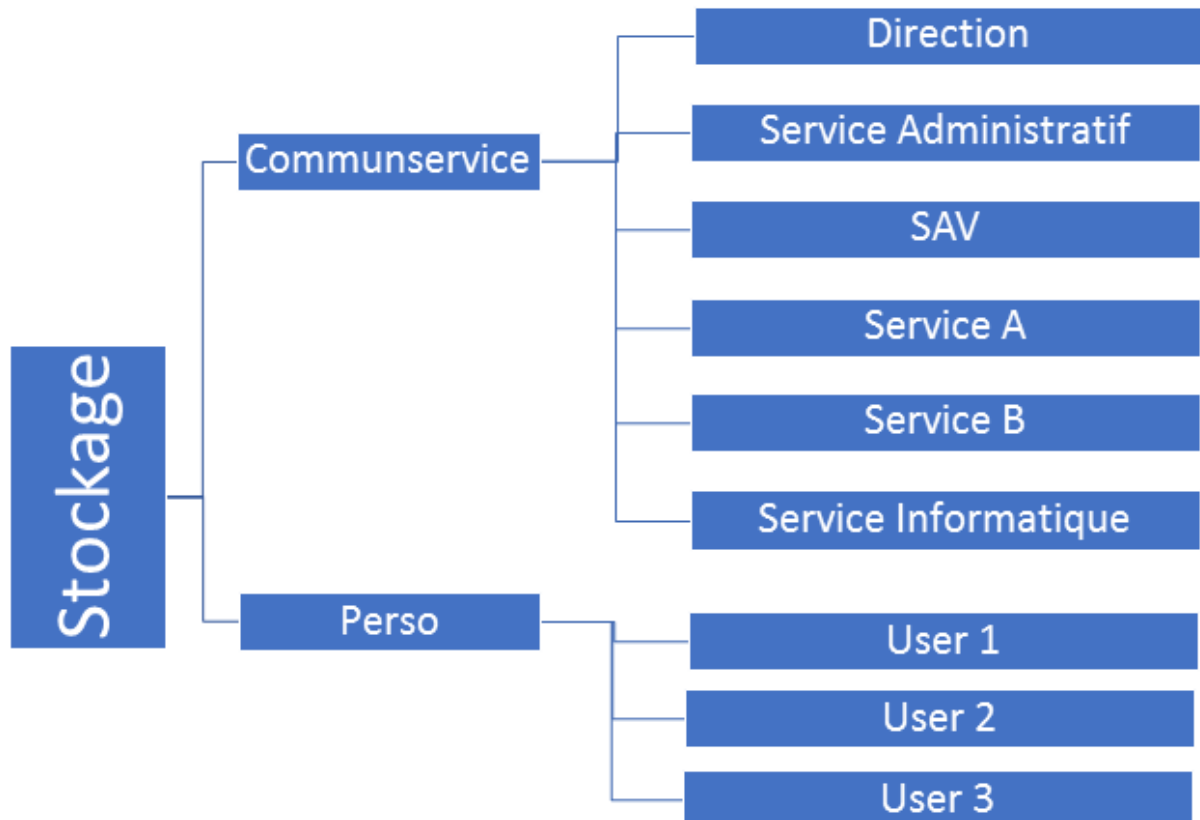 Stockage
Communservice
Direction
Service Administratif
SAV
Service A
Service B
Service Informatique
Perso
User 1
User 2
User 3